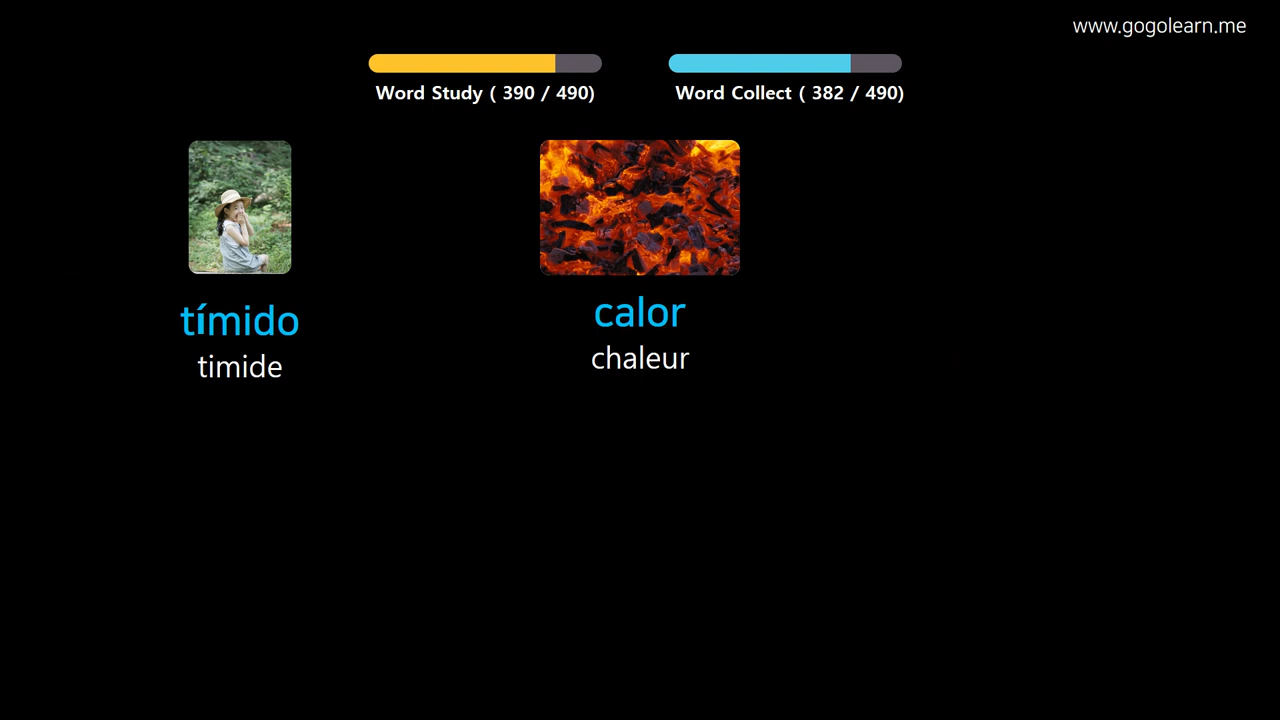 www.gogolearn.me
Word Study ( 390 / 490)
Word Collect ( 382 / 490)
tímido
timide
calor
chaleur